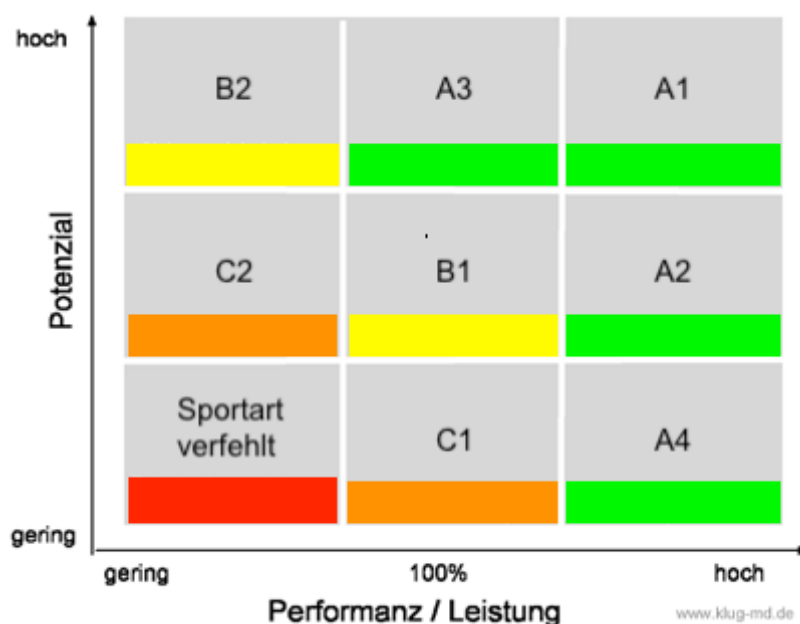 hoch
B2
A3
A1
Potenzial
C2
B1
A2
Sportart
verfehlt
C1
A4
gering
gering
100%
hoch
Performanz / Leistung
www.klug-md.de